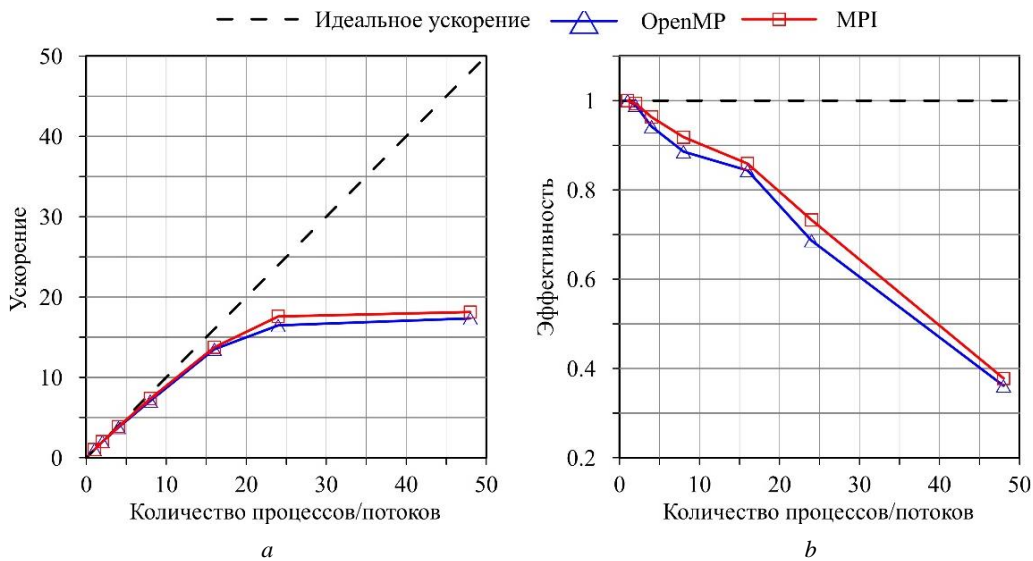 Идеальное ускорение OpenMP MPI
50
40
30
20
10
0
Ускорение
0 10 20 30 40 50
Количество процессов/потоков
a
1
0.8
0.6
0.4
0.2
Эффективность
0 10 20 30 40 50
Количество процессов/потоков
b